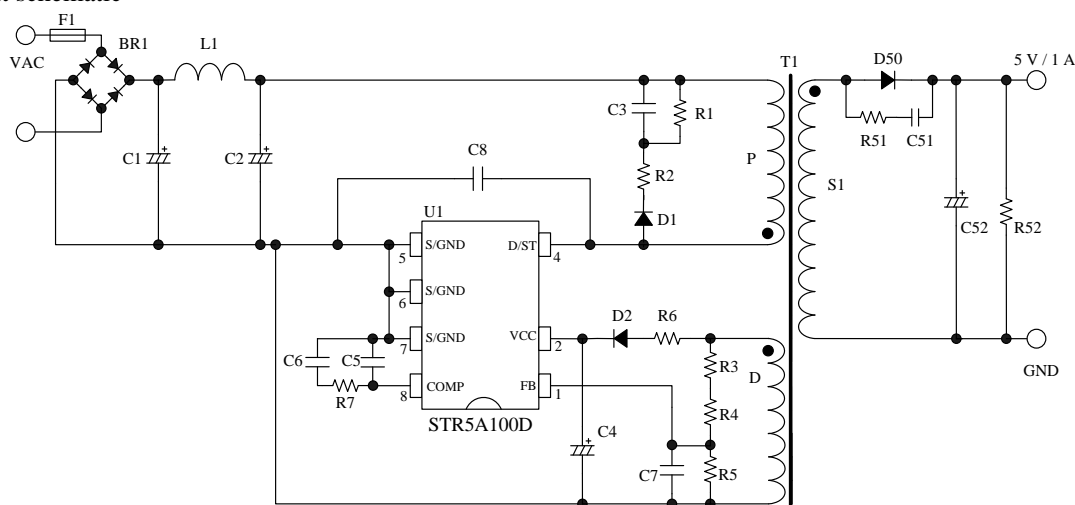 schematic
F1
BR1
L1
T1
D50
5 V / 1 A
VAC
C3
R1
R51
C51
C1
C2
C8
P
S1
R2
U1
D1
C52
R52
S/GND
D/ST
5
4
S/GND
6
D2
R6
S/GND
VCC
7
2
C6
C5
R3
D
GND
COMP
FB
8
1
R7
R4
STR5A100D
C4
C7
R5